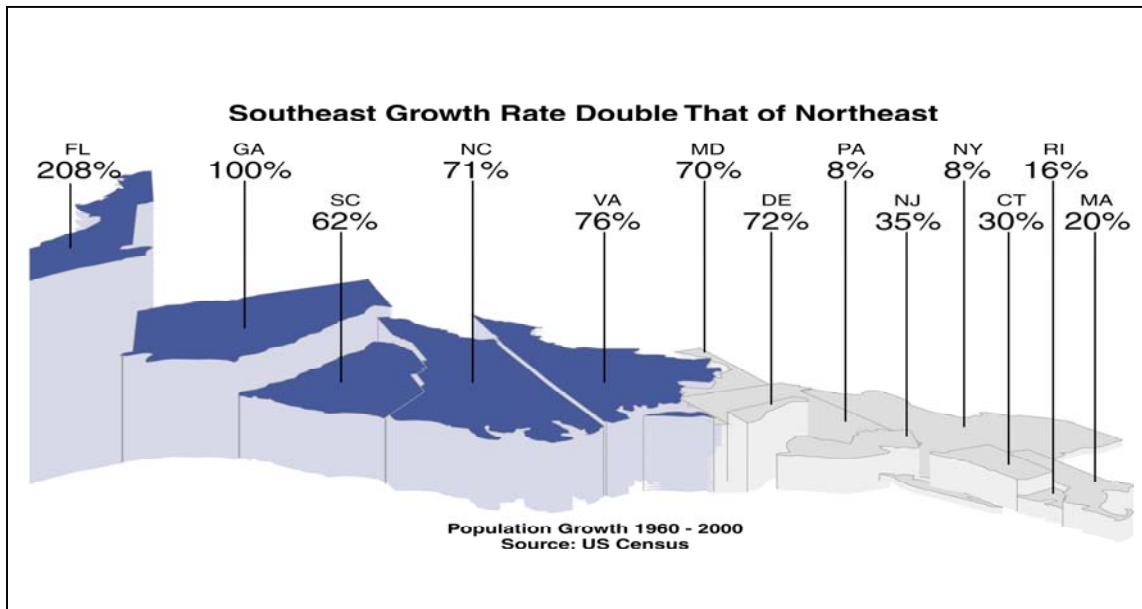 Southeast Growth Rate Double That of Northeast
FL
208%
GA
100%
NC
71%
MD
70%
PA
8%
NY
8%
RI
16%
SC
62%
VA
76%
DE
72%
NJ
35%
CT
30%
MA
20%
Population Growth 1960 - 2000
Source: US Census